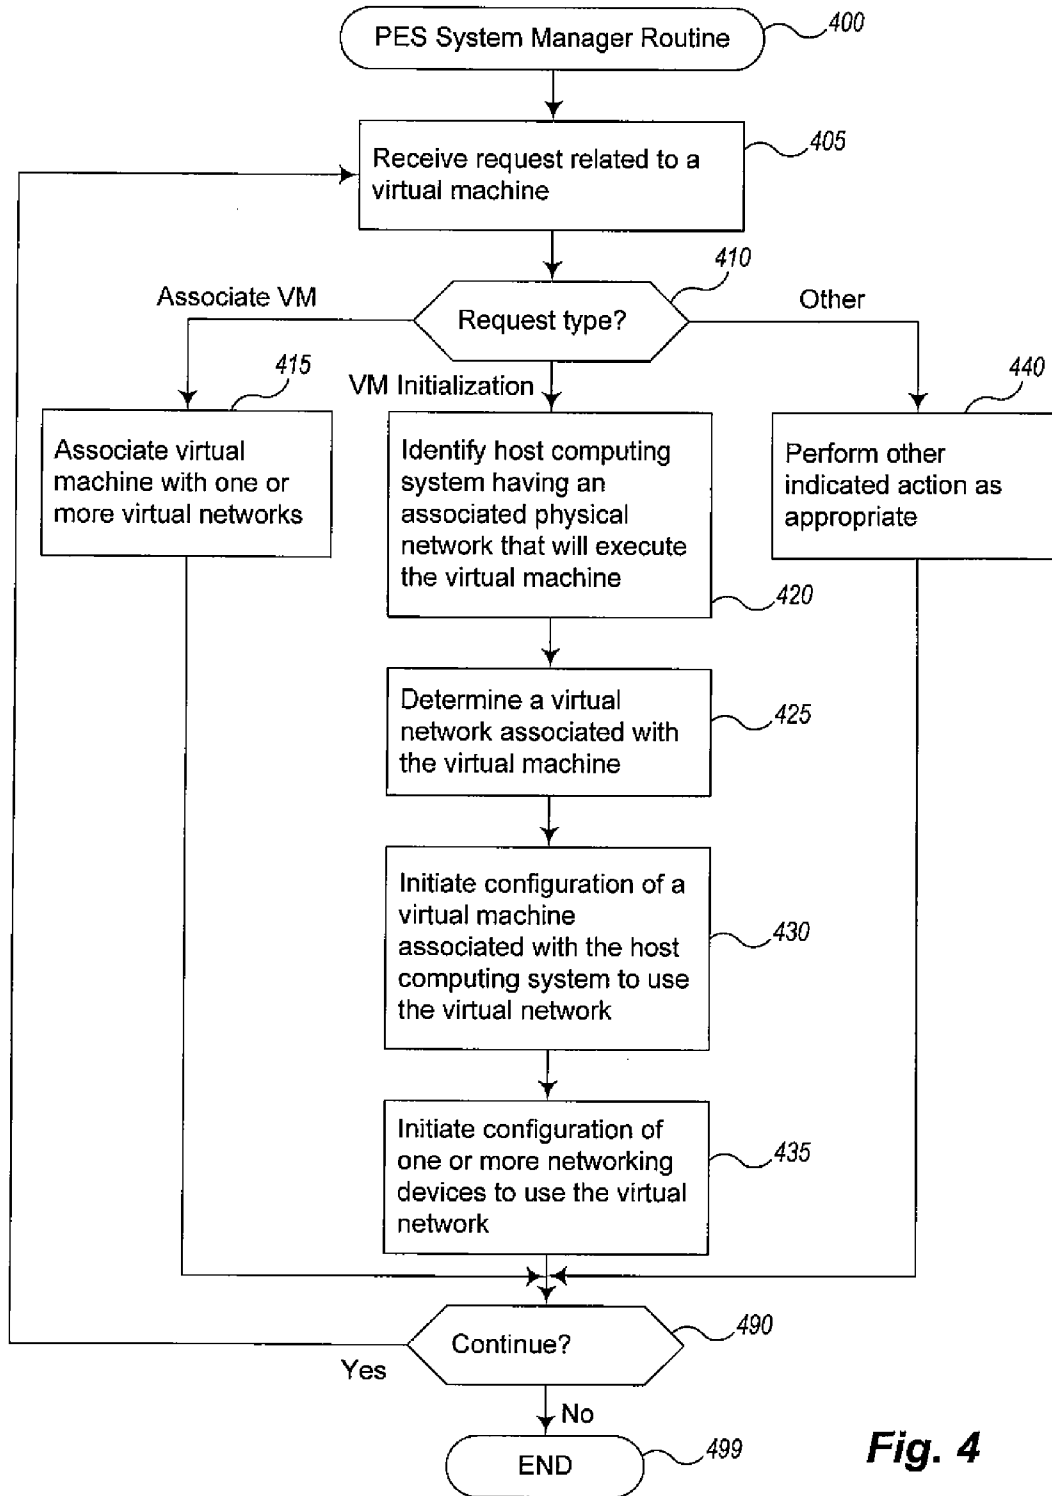 PES System Manager Routine
400
Receive request related to a
virtual machine
405
410
Associate VM
Request type?
Other
415
VM Initialization
440
Associate virtual
machine with one or
more virtual networks
Identify host computing
system having an
associated physical
network that will execute
the virtual machine
Perform other
indicated action as
appropriate
420
Determine a virtual
network associated with
the virtual machine
425
Initiate configuration of a
virtual machine
associated with the host
computing system to use
the virtual network
430
Initiate configuration of
one or more networking
devices to use the virtual
network
435
Continue?
490
Yes
No
END
499
Fig. 4